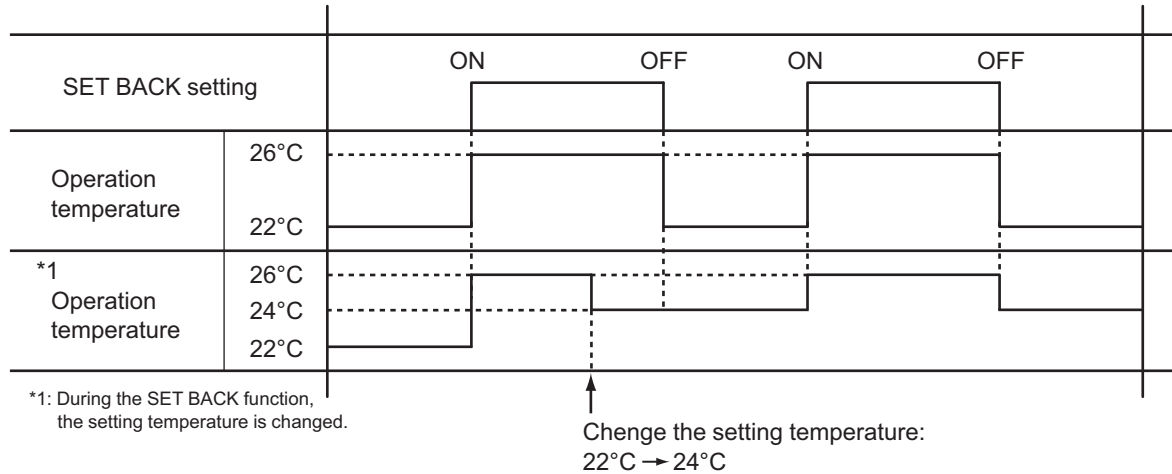 ON OFF ON OFF
SET BACK setting
26°C
Operation
temperature
22°C
*1
Operation
temperature
26°C
24°C
22°C
*1: During the SET BACK function,
the setting temperature is changed.
Chenge the setting temperature:
22°C → 24°C